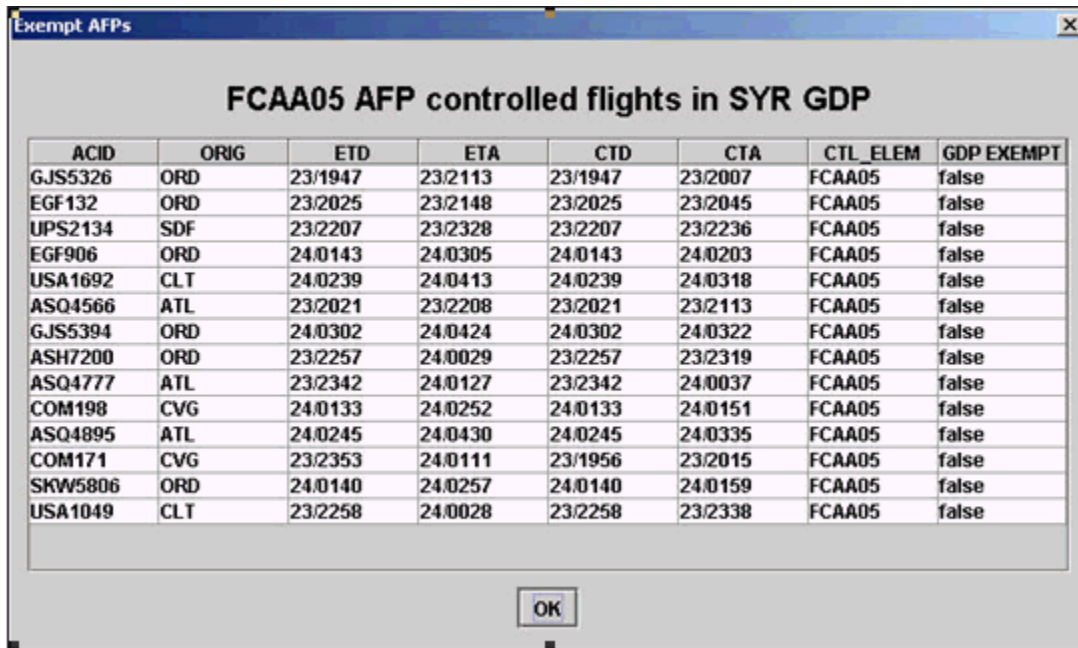 Exempt AFPs
FCAA05 AFP controlled flights in SYR GDP
ACID ORIG ETD ETA CTD CTA CTL_ELEM GDP EXEMPT
GJS5326 ORD 23/1947 23/2113 23/1947 23/2007 FCAA05 false
EGF132 ORD 23/2025 23/2148 23/2025 23/2045 FCAA05 false
UPS2134 SDF 23/2207 23/2328 23/2207 23/2236 FCAA05 false
EGF906 ORD 24/0143 24/0305 24/0143 24/0203 FCAA05 false
USA1692 CLT 24/0239 24/0413 24/0239 24/0318 FCAA05 false
ASQ4566 ATL 23/2021 23/2208 23/2021 23/2113 FCAA05 false
GJS5394 ORD 24/0302 24/0424 24/0302 24/0322 FCAA05 false
ASH7200 ORD 23/2257 24/0029 23/2257 23/2319 FCAA05 false
ASQ4777 ATL 23/2342 24/0127 23/2342 24/0037 FCAA05 false
COM198 CVG 24/0133 24/0252 24/0133 24/0151 FCAA05 false
ASQ4895 ATL 24/0245 24/0430 24/0245 24/0335 FCAA05 false
COM171 CVG 23/2353 24/0111 23/1956 23/2015 FCAA05 false
SKW5806 ORD 24/0140 24/0257 24/0140 24/0159 FCAA05 false
USA1049 CLT 23/2258 24/0028 23/2258 23/2338 FCAA05 false
OK